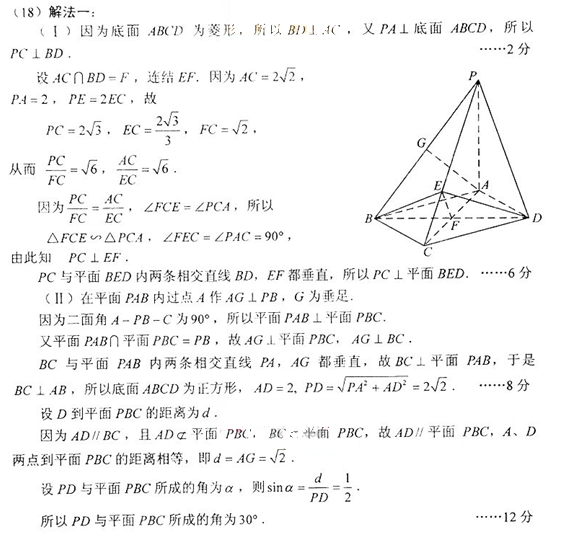 (18) 解法一：
(Ⅰ) 因为底面 ABCD 为菱形，所以 BD⊥AC，又 PA⊥底面 ABCD，所以
PC⊥BD．
……2分
设 AC∩BD=F，连结 EF．因为 AC=2√2，
PA=2，PE=2EC，故
PC=2√3，EC=2√3/3，FC=√2，
从而 PC/FC=√6，AC/EC=√6．
因为 PC/FC=AC/EC，∠FCE=∠PCA，所以
△FCE∽△PCA，∠FEC=∠PAC=90°，
由此知 PC⊥EF．
PC 与平面 BED 内两条相交直线 BD，EF 都垂直，所以 PC⊥平面 BED．……6分
(Ⅱ) 在平面 PAB 内过点 A 作 AG⊥PB，G 为垂足．
因为二面角 A-PB-C 为 90°，所以平面 PAB⊥平面 PBC．
又平面 PAB∩平面 PBC=PB，故 AG⊥平面 PBC，AG⊥BC．
BC 与平面 PAB 内两条相交直线 PA，AG 都垂直，故 BC⊥平面 PAB，于是
BC⊥AB，所以底面 ABCD 为正方形，AD=2，PD=√(PA²+AD²)=2√2．……8分
设 D 到平面 PBC 的距离为 d．
因为 AD//BC，且 AD⊄平面 PBC，BC⊂平面 PBC，故 AD//平面 PBC，A、D
两点到平面 PBC 的距离相等，即 d=AG=√2．
设 PD 与平面 PBC 所成的角为 α，则 sinα=d/PD=1/2．
所以 PD 与平面 PBC 所成的角为 30°．
……12分
P
G
E
A
B
F
D
C